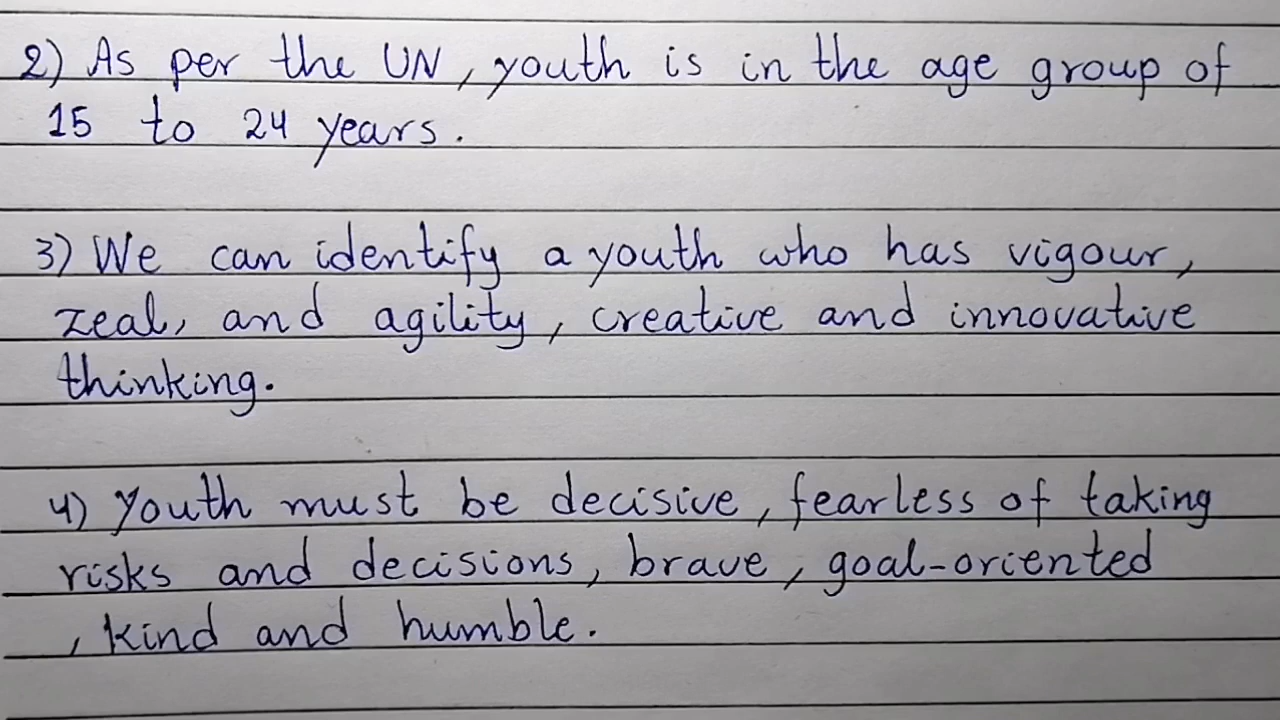 2) As per the UN, youth is in the age group of
15 to 24 years.
3) We can identify a youth who has vigour,
zeal, and agility, creative and innovative
thinking.
4) Youth must be decisive, fearless of taking
risks and decisions, brave, goal-oriented
, kind and humble.